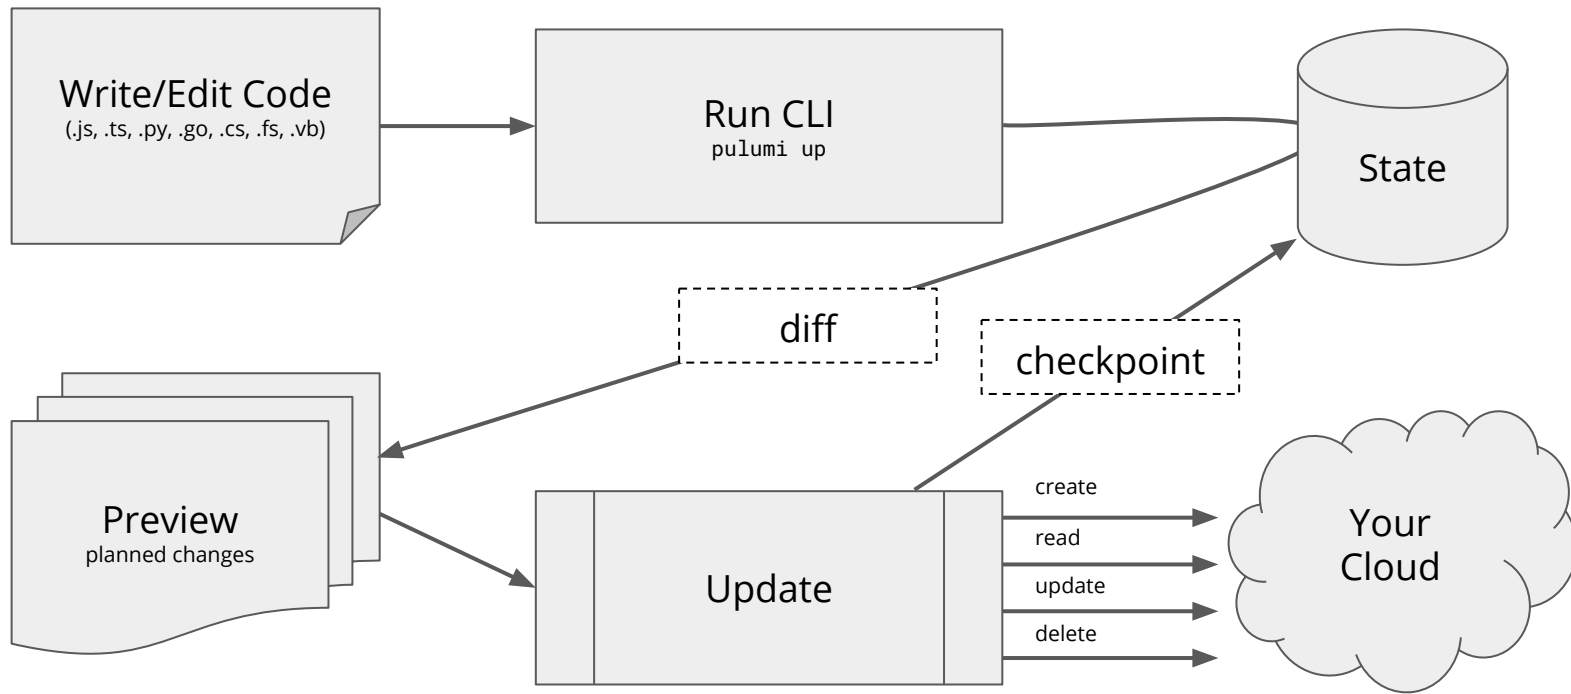 Write/Edit Code
(.js, .ts, .py, .go, .cs, .fs, .vb)
Run CLI
pulumi up
State
diff
checkpoint
Preview
planned changes
Update
create
read
update
delete
Your
Cloud